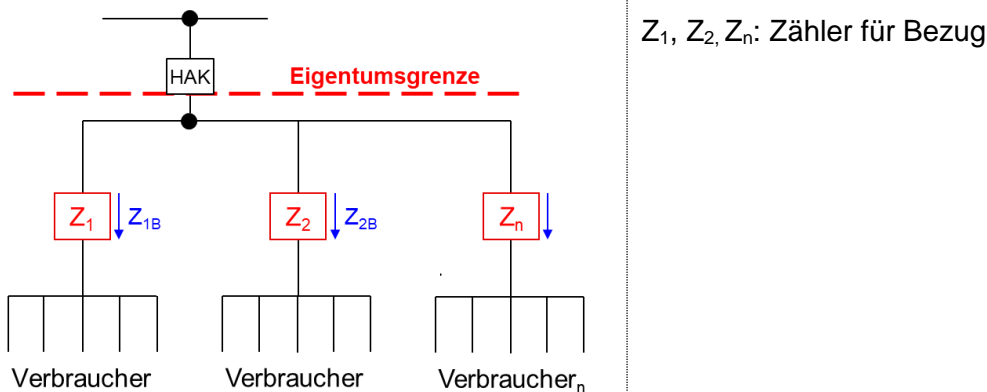 Z₁, Z₂, Zₙ: Zähler für Bezug
HAK
Eigentumsgrenze
Z₁ Z₁B Z₂ Z₂B Zₙ
Verbraucher Verbraucher Verbraucherₙ